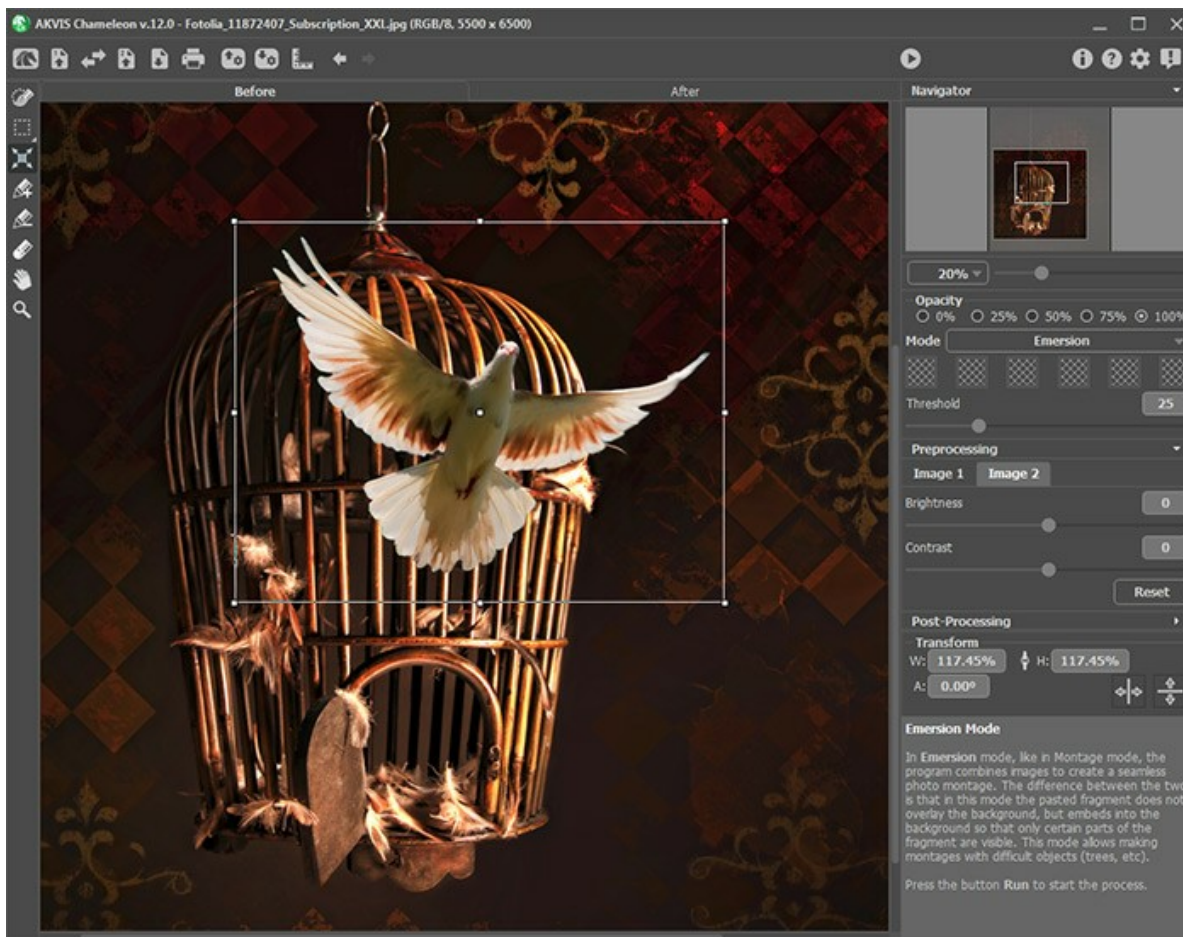 AKVIS Chameleon v.12.0 - Fotolia_11872407_Subscription_XXL.jpg (RGB/8, 5500 x 6500)
Before
After
Navigator
20%
Opacity
0% 25% 50% 75% 100%
Mode Emersion
Threshold 25
Preprocessing
Image 1 Image 2
Brightness 0
Contrast 0
Reset
Post-Processing
Transform
W: 117.45% H: 117.45%
A: 0.00º
Emersion Mode
In Emersion mode, like in Montage mode, the
program combines images to create a seamless
photo montage. The difference between the two
is that in this mode the pasted fragment does not
overlay the background, but embeds into the
background so that only certain parts of the
fragment are visible. This mode allows making
montages with difficult objects (trees, etc).
Press the button Run to start the process.